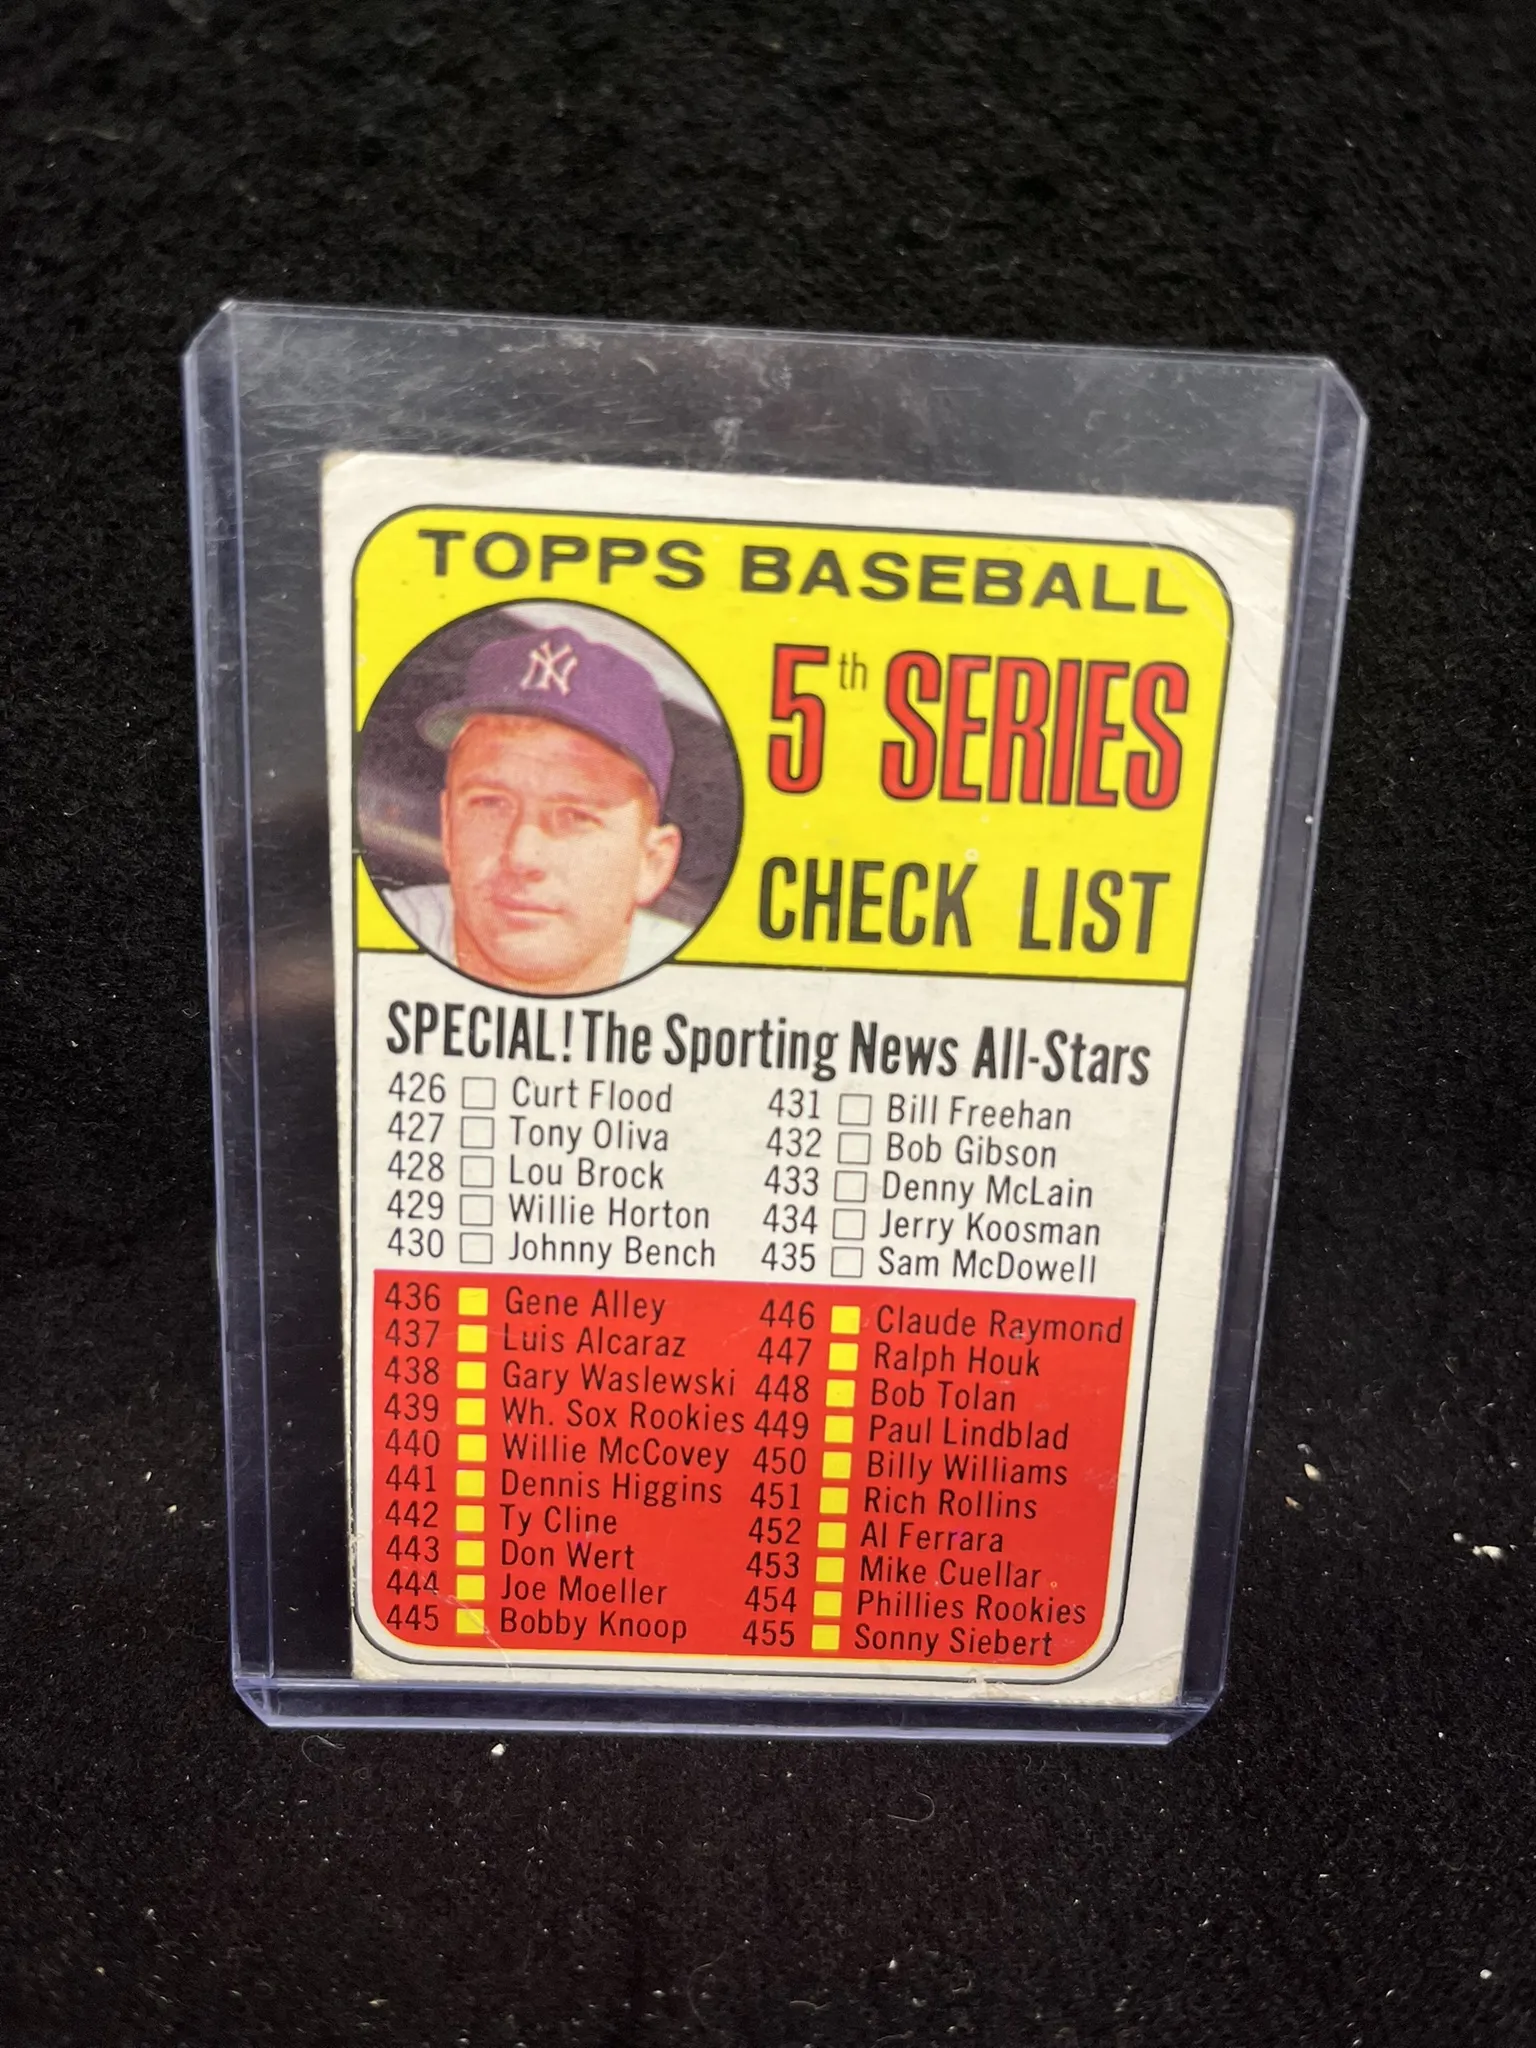 TOPPS BASEBALL
NY
5th SERIES
CHECK LIST
SPECIAL! The Sporting News All-Stars
426 Curt Flood
427 Tony Oliva
428 Lou Brock
429 Willie Horton
430 Johnny Bench
431 Bill Freehan
432 Bob Gibson
433 Denny McLain
434 Jerry Koosman
435 Sam McDowell
436 Gene Alley
437 Luis Alcaraz
438 Gary Waslewski
439 Wh. Sox Rookies
440 Willie McCovey
441 Dennis Higgins
442 Ty Cline
443 Don Wert
444 Joe Moeller
445 Bobby Knoop
446 Claude Raymond
447 Ralph Houk
448 Bob Tolan
449 Paul Lindblad
450 Billy Williams
451 Rich Rollins
452 Al Ferrara
453 Mike Cuellar
454 Phillies Rookies
455 Sonny Siebert